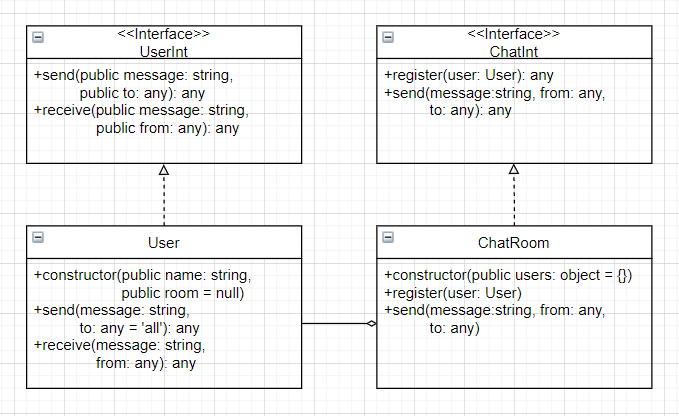 <<Interface>>
UserInt
+send(public message: string,
public to: any): any
+receive(public message: string,
public from: any): any
<<Interface>>
ChatInt
+register(user: User): any
+send(message:string, from: any,
to: any): any
User
+constructor(public name: string,
public room = null)
+send(message: string,
to: any = 'all'): any
+receive(message: string,
from: any): any
ChatRoom
+constructor(public users: object = {})
+register(user: User)
+send(message:string, from: any,
to: any)